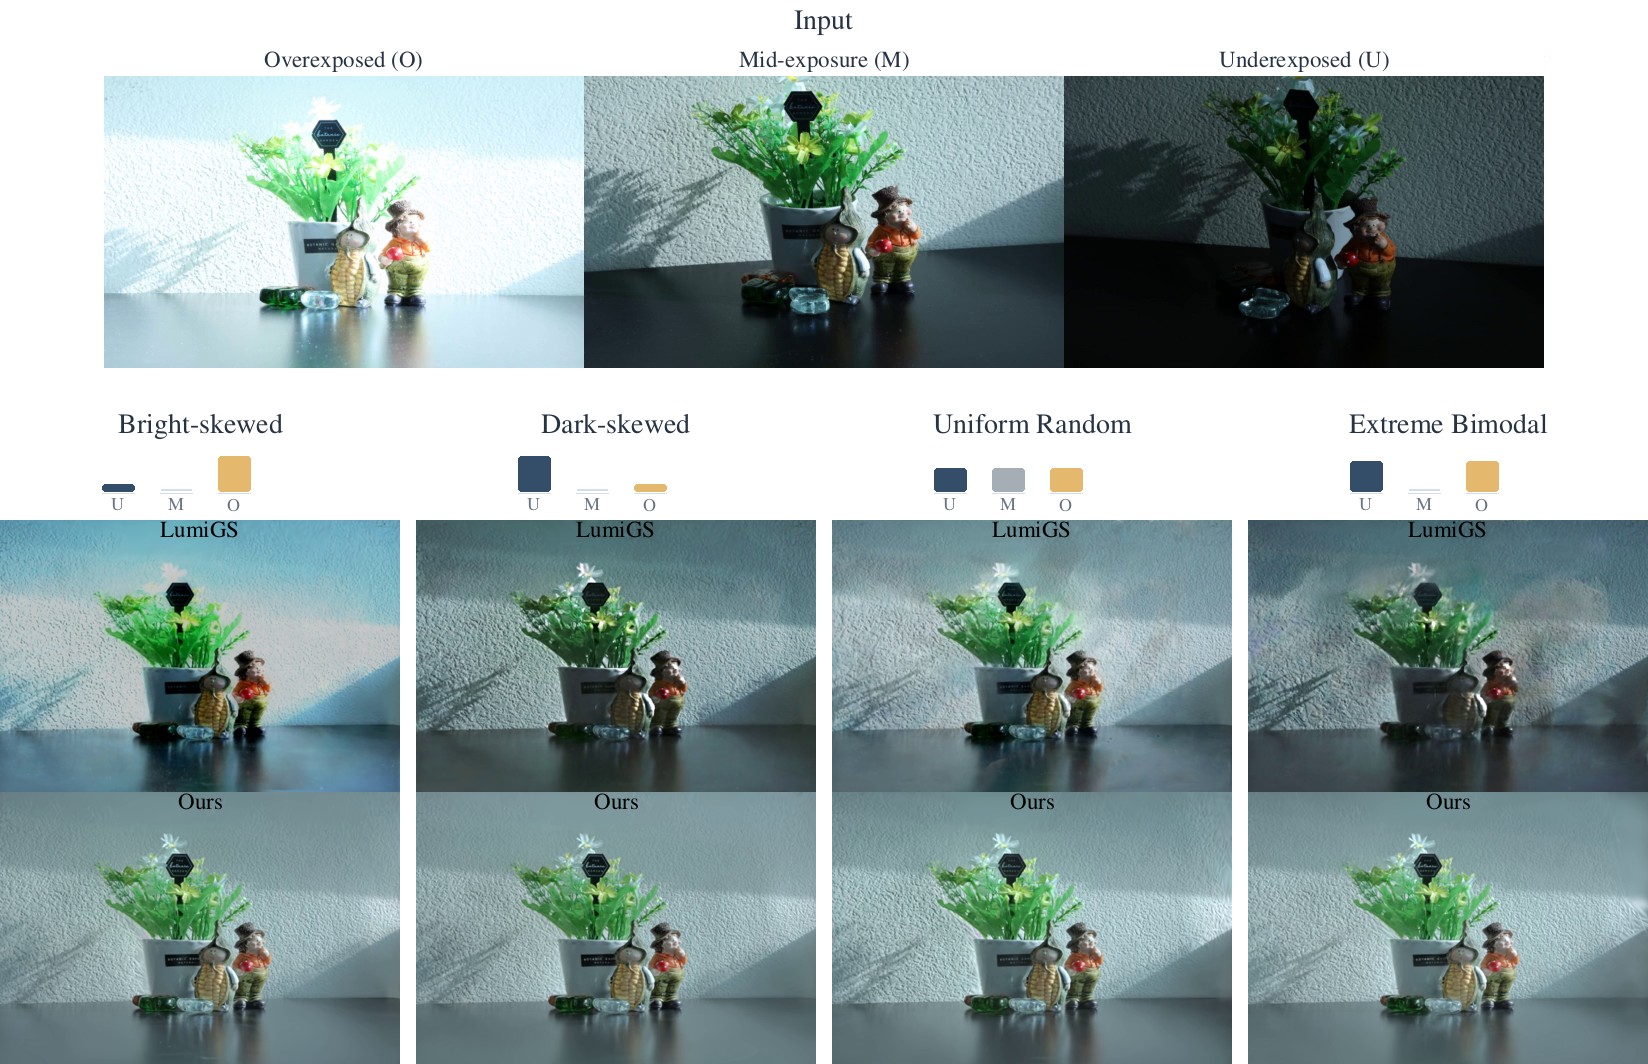 Input
Overexposed (O)
Mid-exposure (M)
Underexposed (U)
Bright-skewed
Dark-skewed
Uniform Random
Extreme Bimodal
U M O
U M O
U M O
U M O
LumiGS
LumiGS
LumiGS
LumiGS
Ours
Ours
Ours
Ours